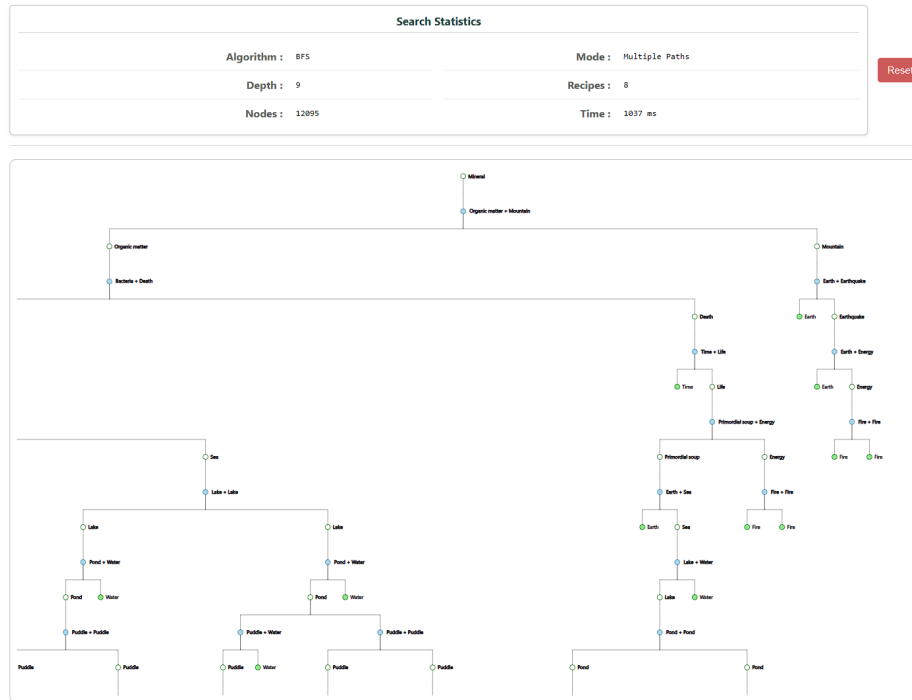 Search Statistics
Algorithm : BFS Mode : Multiple Paths
Depth : 9 Recipes : 8
Nodes : 12095 Time : 1037 ms
Reset
Mineral
Organic matter + Mountain
Organic matter Mountain
Bacteria + Death Earth + Earthquake
Death Earth Earthquake
Time + Life Earth + Energy
Time Life Earth Energy
Primordial soup + Energy Fire + Fire
Sea Primordial soup Energy Fire Fire
Lake + Lake Earth + Sea Fire + Fire
Lake Lake Earth Sea Fire Fire
Pond + Water Pond + Water Lake + Water
Pond Water Pond Water Lake Water
Puddle + Puddle Puddle + Water Puddle + Puddle Pond + Pond
Puddle Puddle Puddle Water Puddle Puddle Pond Pond